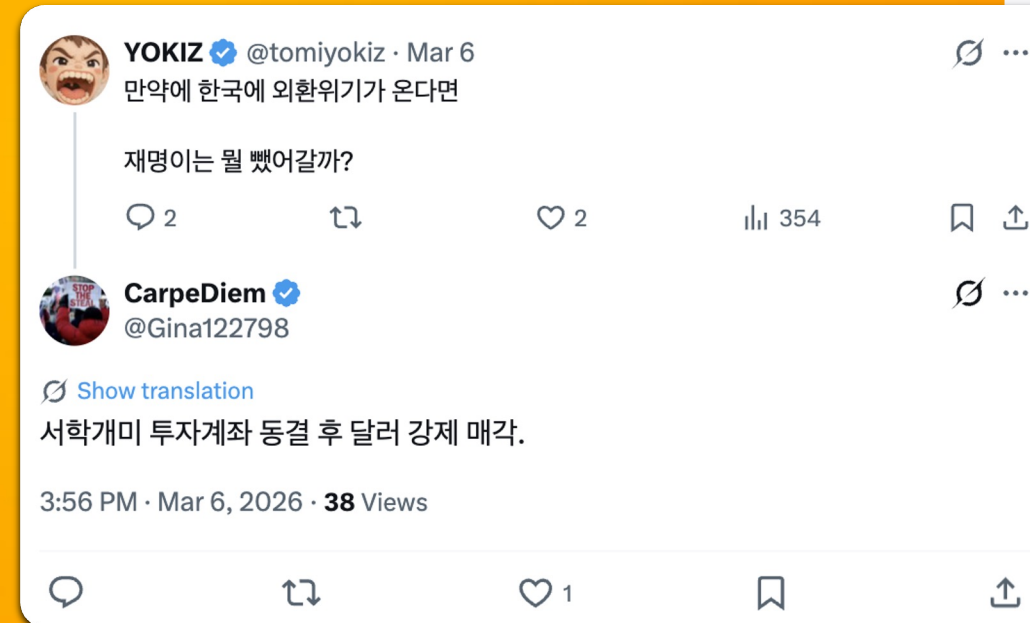 YOKIZ @tomiyokiz · Mar 6
만약에 한국에 외환위기가 온다면
재명이는 뭘 뺐어갈까?
2 2 354
CarpeDiem
@Gina122798
Show translation
서학개미 투자계좌 동결 후 달러 강제 매각.
3:56 PM · Mar 6, 2026 · 38 Views
1
STOP
THE
STEAL